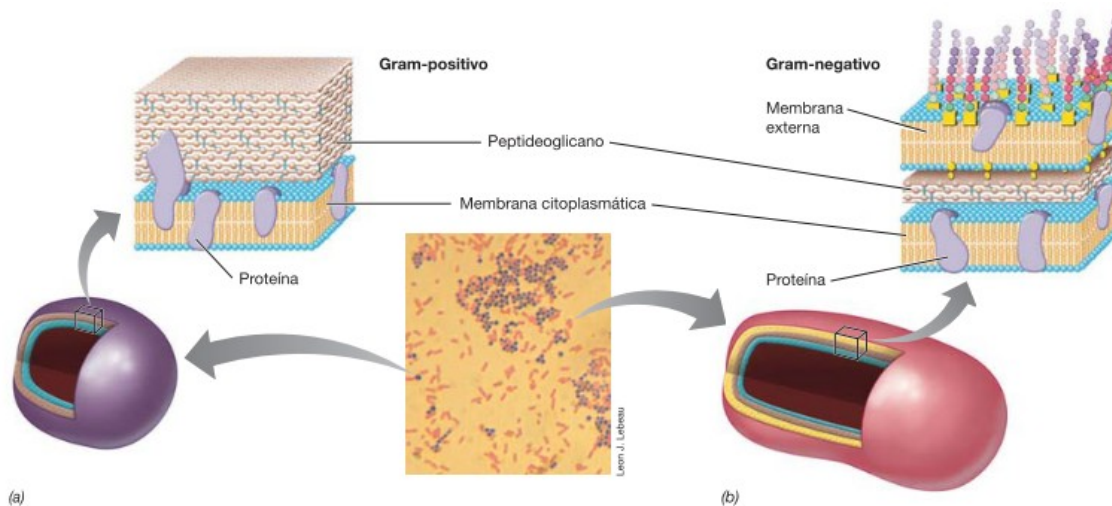 Gram-positivo
Gram-negativo
Membrana
externa
Peptideoglicano
Membrana citoplasmática
Proteína
Proteína
Leon J. Lebeau
(a)
(b)